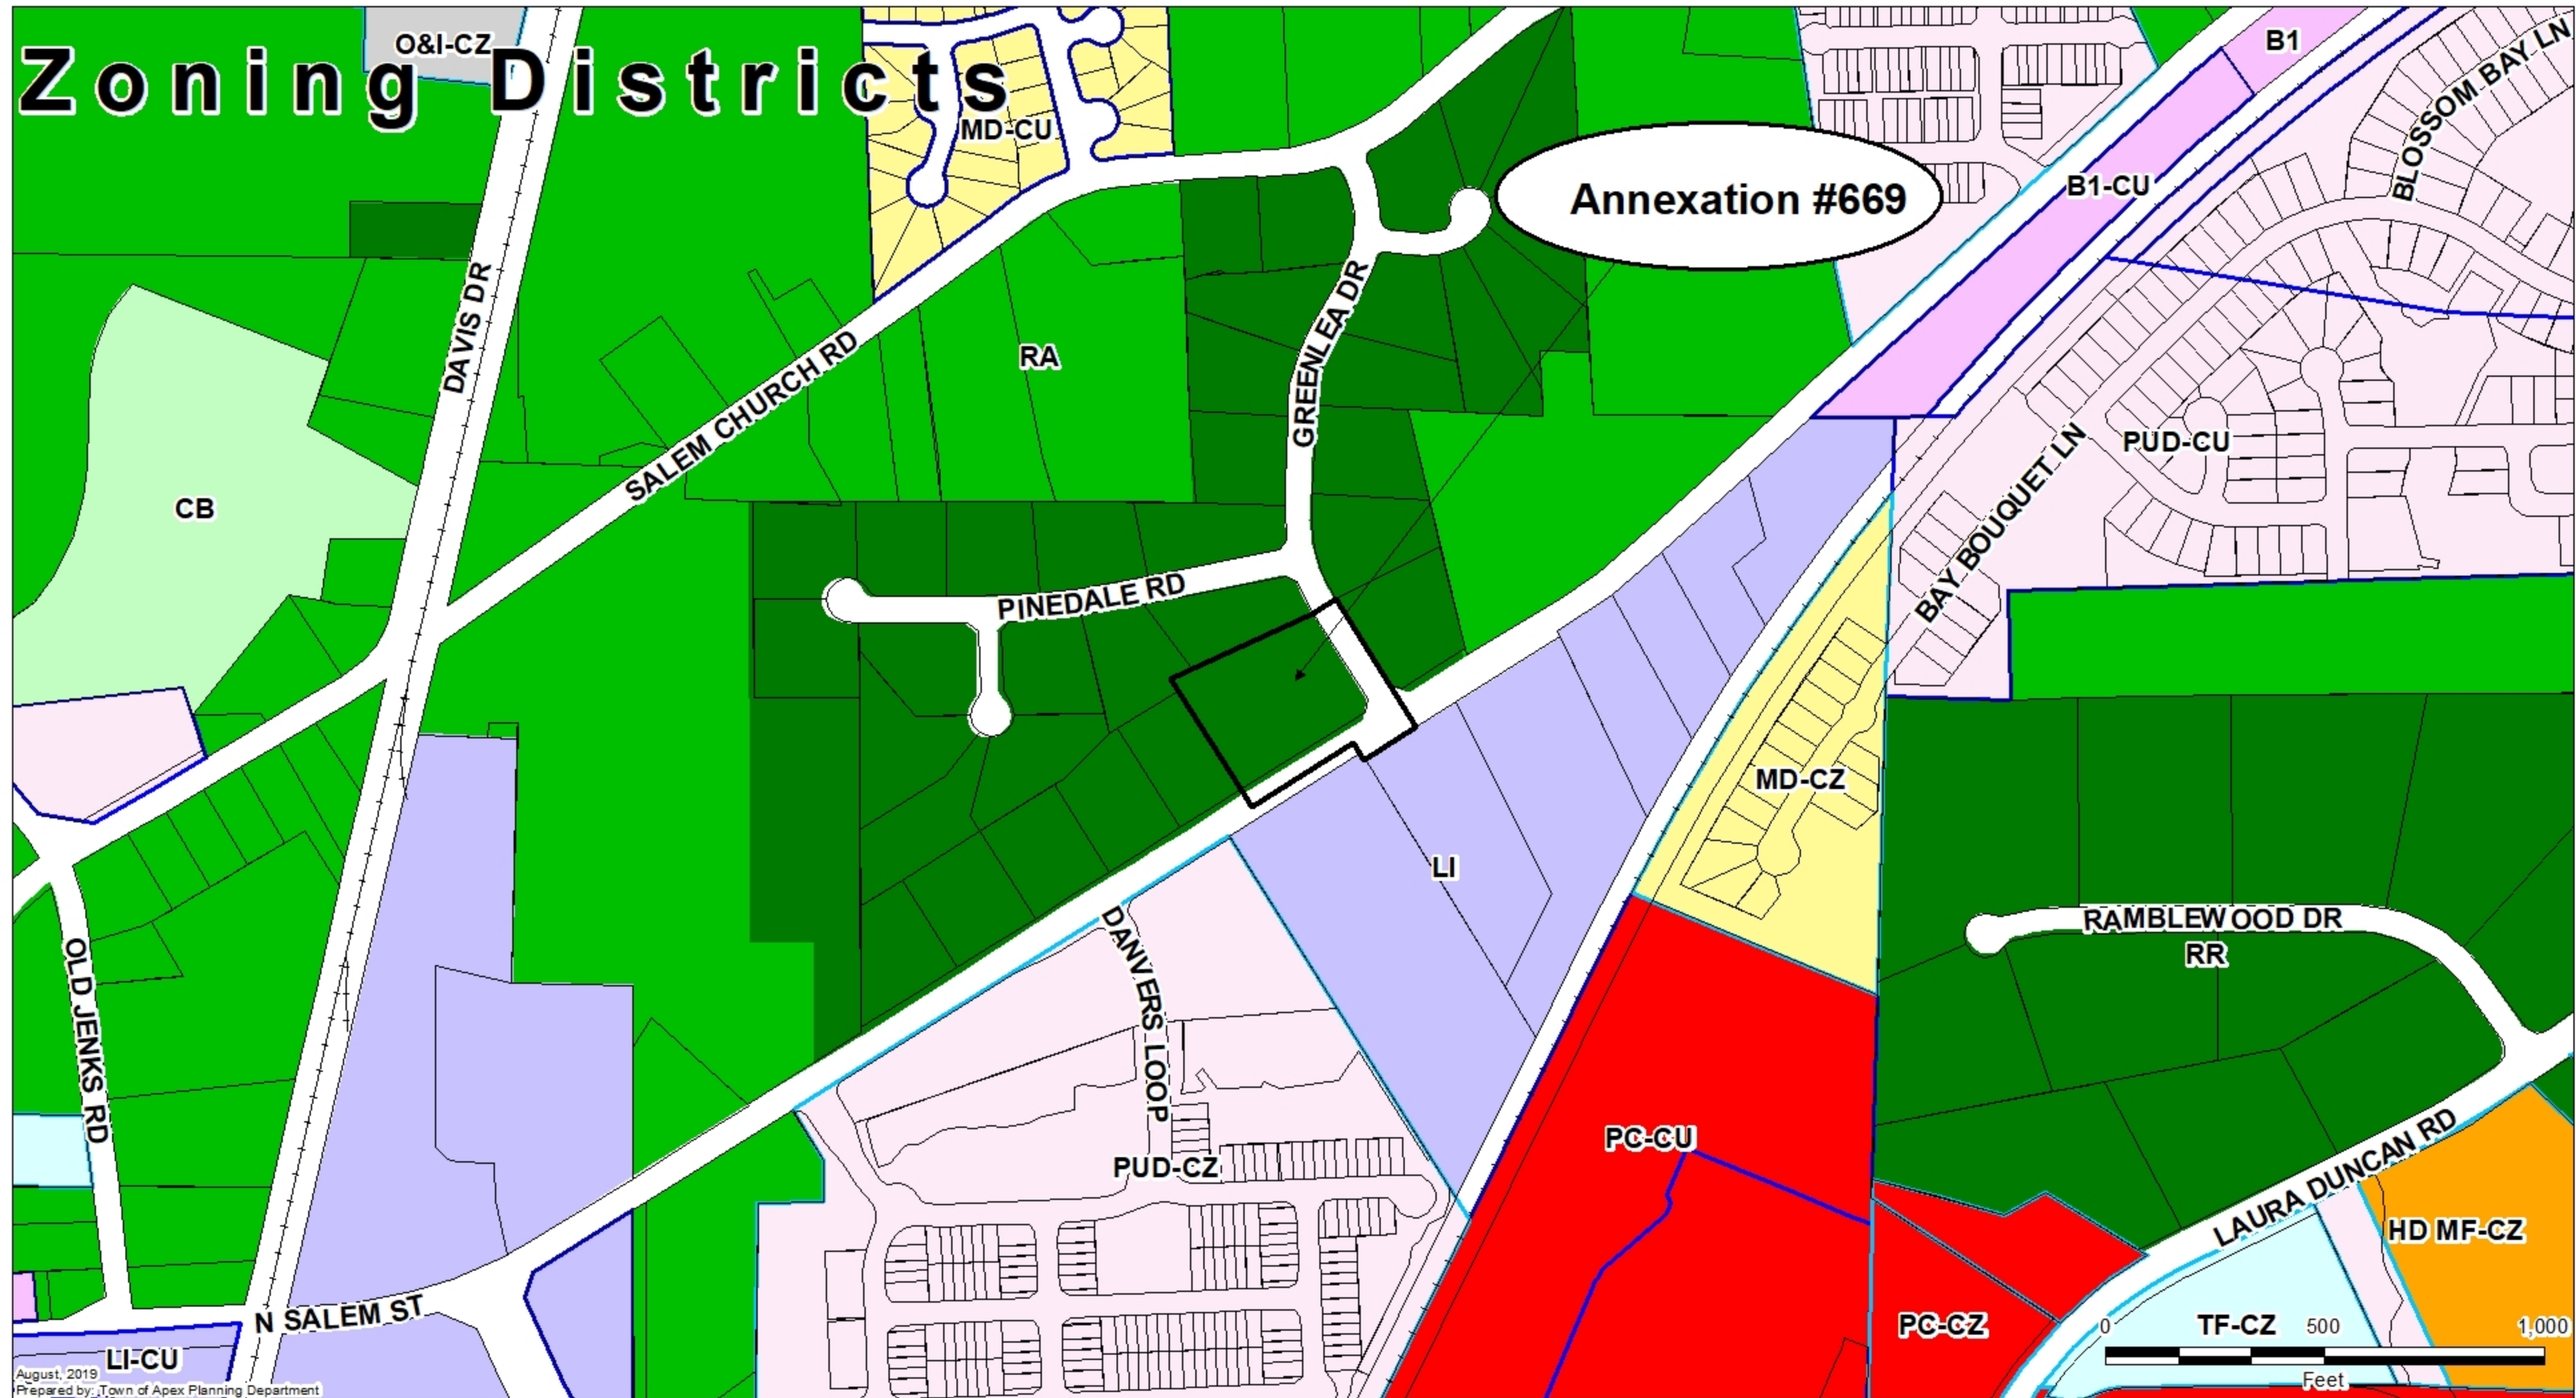 Zoning Districts
O&I-CZ
B1
BLOSSOM BAY LN
MD-CU
B1-CU
Annexation #669
DAVIS DR
GREENLEA DR
RA
SALEM CHURCH RD
PUD-CU
CB
BAY BOUQUET LN
PINEDALE RD
MD-CZ
LI
RAMBLEWOOD DR
RR
DANVERS LOOP
OLD JENKS RD
PC-CU
PUD-CZ
LAURA DUNCAN RD
HD MF-CZ
N SALEM ST
PC-CZ
TF-CZ
0 500 1,000
Feet
LI-CU
August, 2019
Prepared by: Town of Apex Planning Department